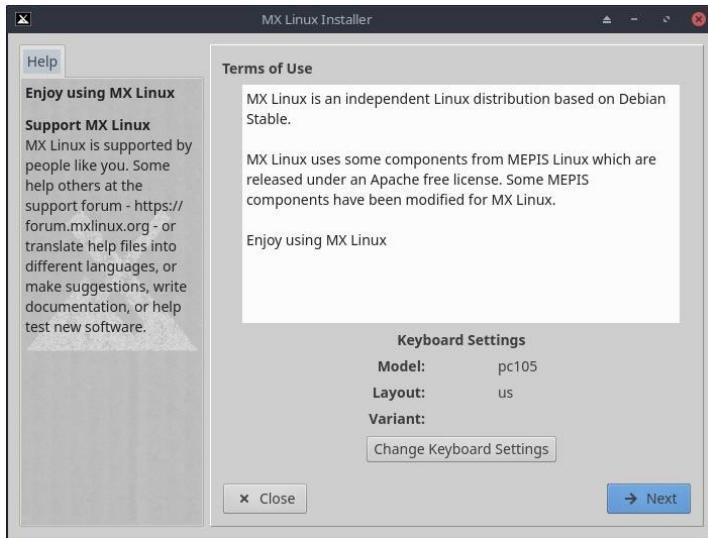 MX Linux Installer
Help
Enjoy using MX Linux
Support MX Linux
MX Linux is supported by
people like you. Some
help others at the
support forum - https://
forum.mxlinux.org - or
translate help files into
different languages, or
make suggestions, write
documentation, or help
test new software.
Terms of Use
MX Linux is an independent Linux distribution based on Debian
Stable.
MX Linux uses some components from MEPIS Linux which are
released under an Apache free license. Some MEPIS
components have been modified for MX Linux.
Enjoy using MX Linux
Keyboard Settings
Model: pc105
Layout: us
Variant:
Change Keyboard Settings
Close
Next